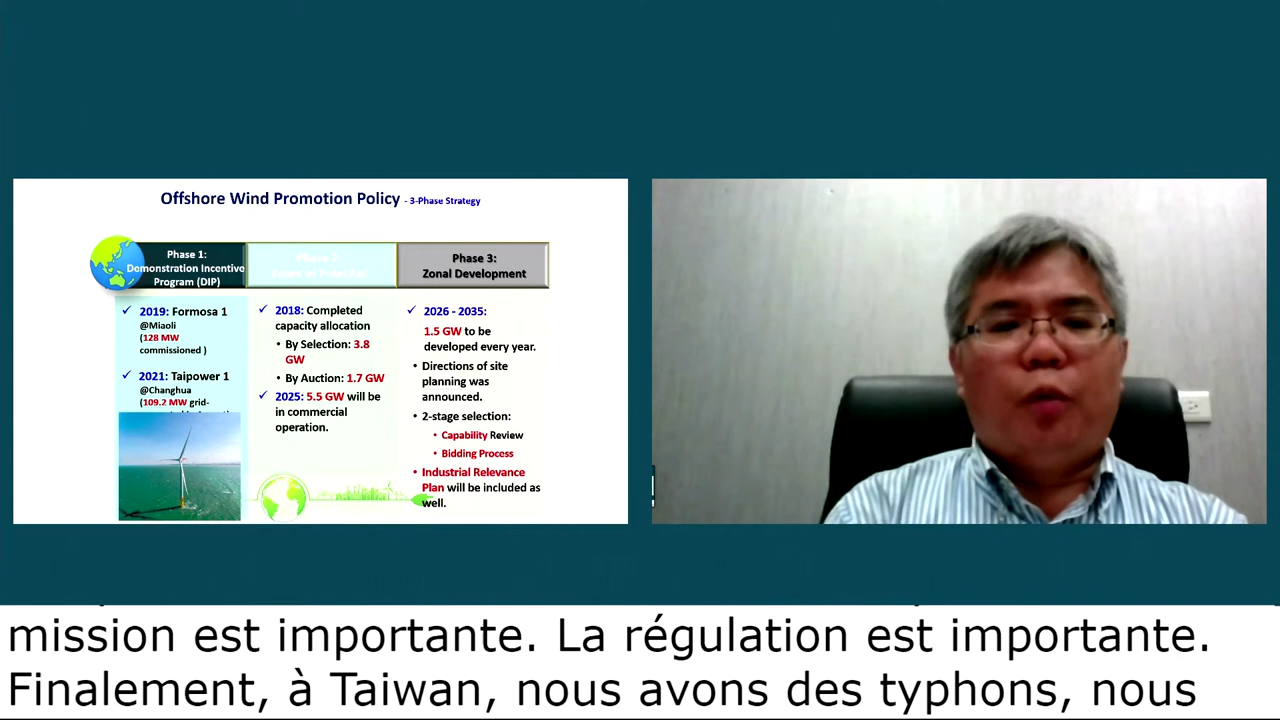 Offshore Wind Promotion Policy - 3-Phase Strategy
Phase 1:
Demonstration Incentive
Program (DIP)
Phase 2:
Zones of Potential
Phase 3:
Zonal Development
✓ 2019: Formosa 1
@Miaoli
(128 MW
commissioned )
✓ 2021: Taipower 1
@Changhua
(109.2 MW grid-
✓ 2018: Completed
capacity allocation
• By Selection: 3.8
GW
• By Auction: 1.7 GW
✓ 2025: 5.5 GW will be
in commercial
operation.
✓ 2026 - 2035:
1.5 GW to be
developed every year.
• Directions of site
planning was
announced.
• 2-stage selection:
• Capability Review
• Bidding Process
• Industrial Relevance
Plan will be included as
well.
mission est importante. La régulation est importante.
Finalement, à Taiwan, nous avons des typhons, nous